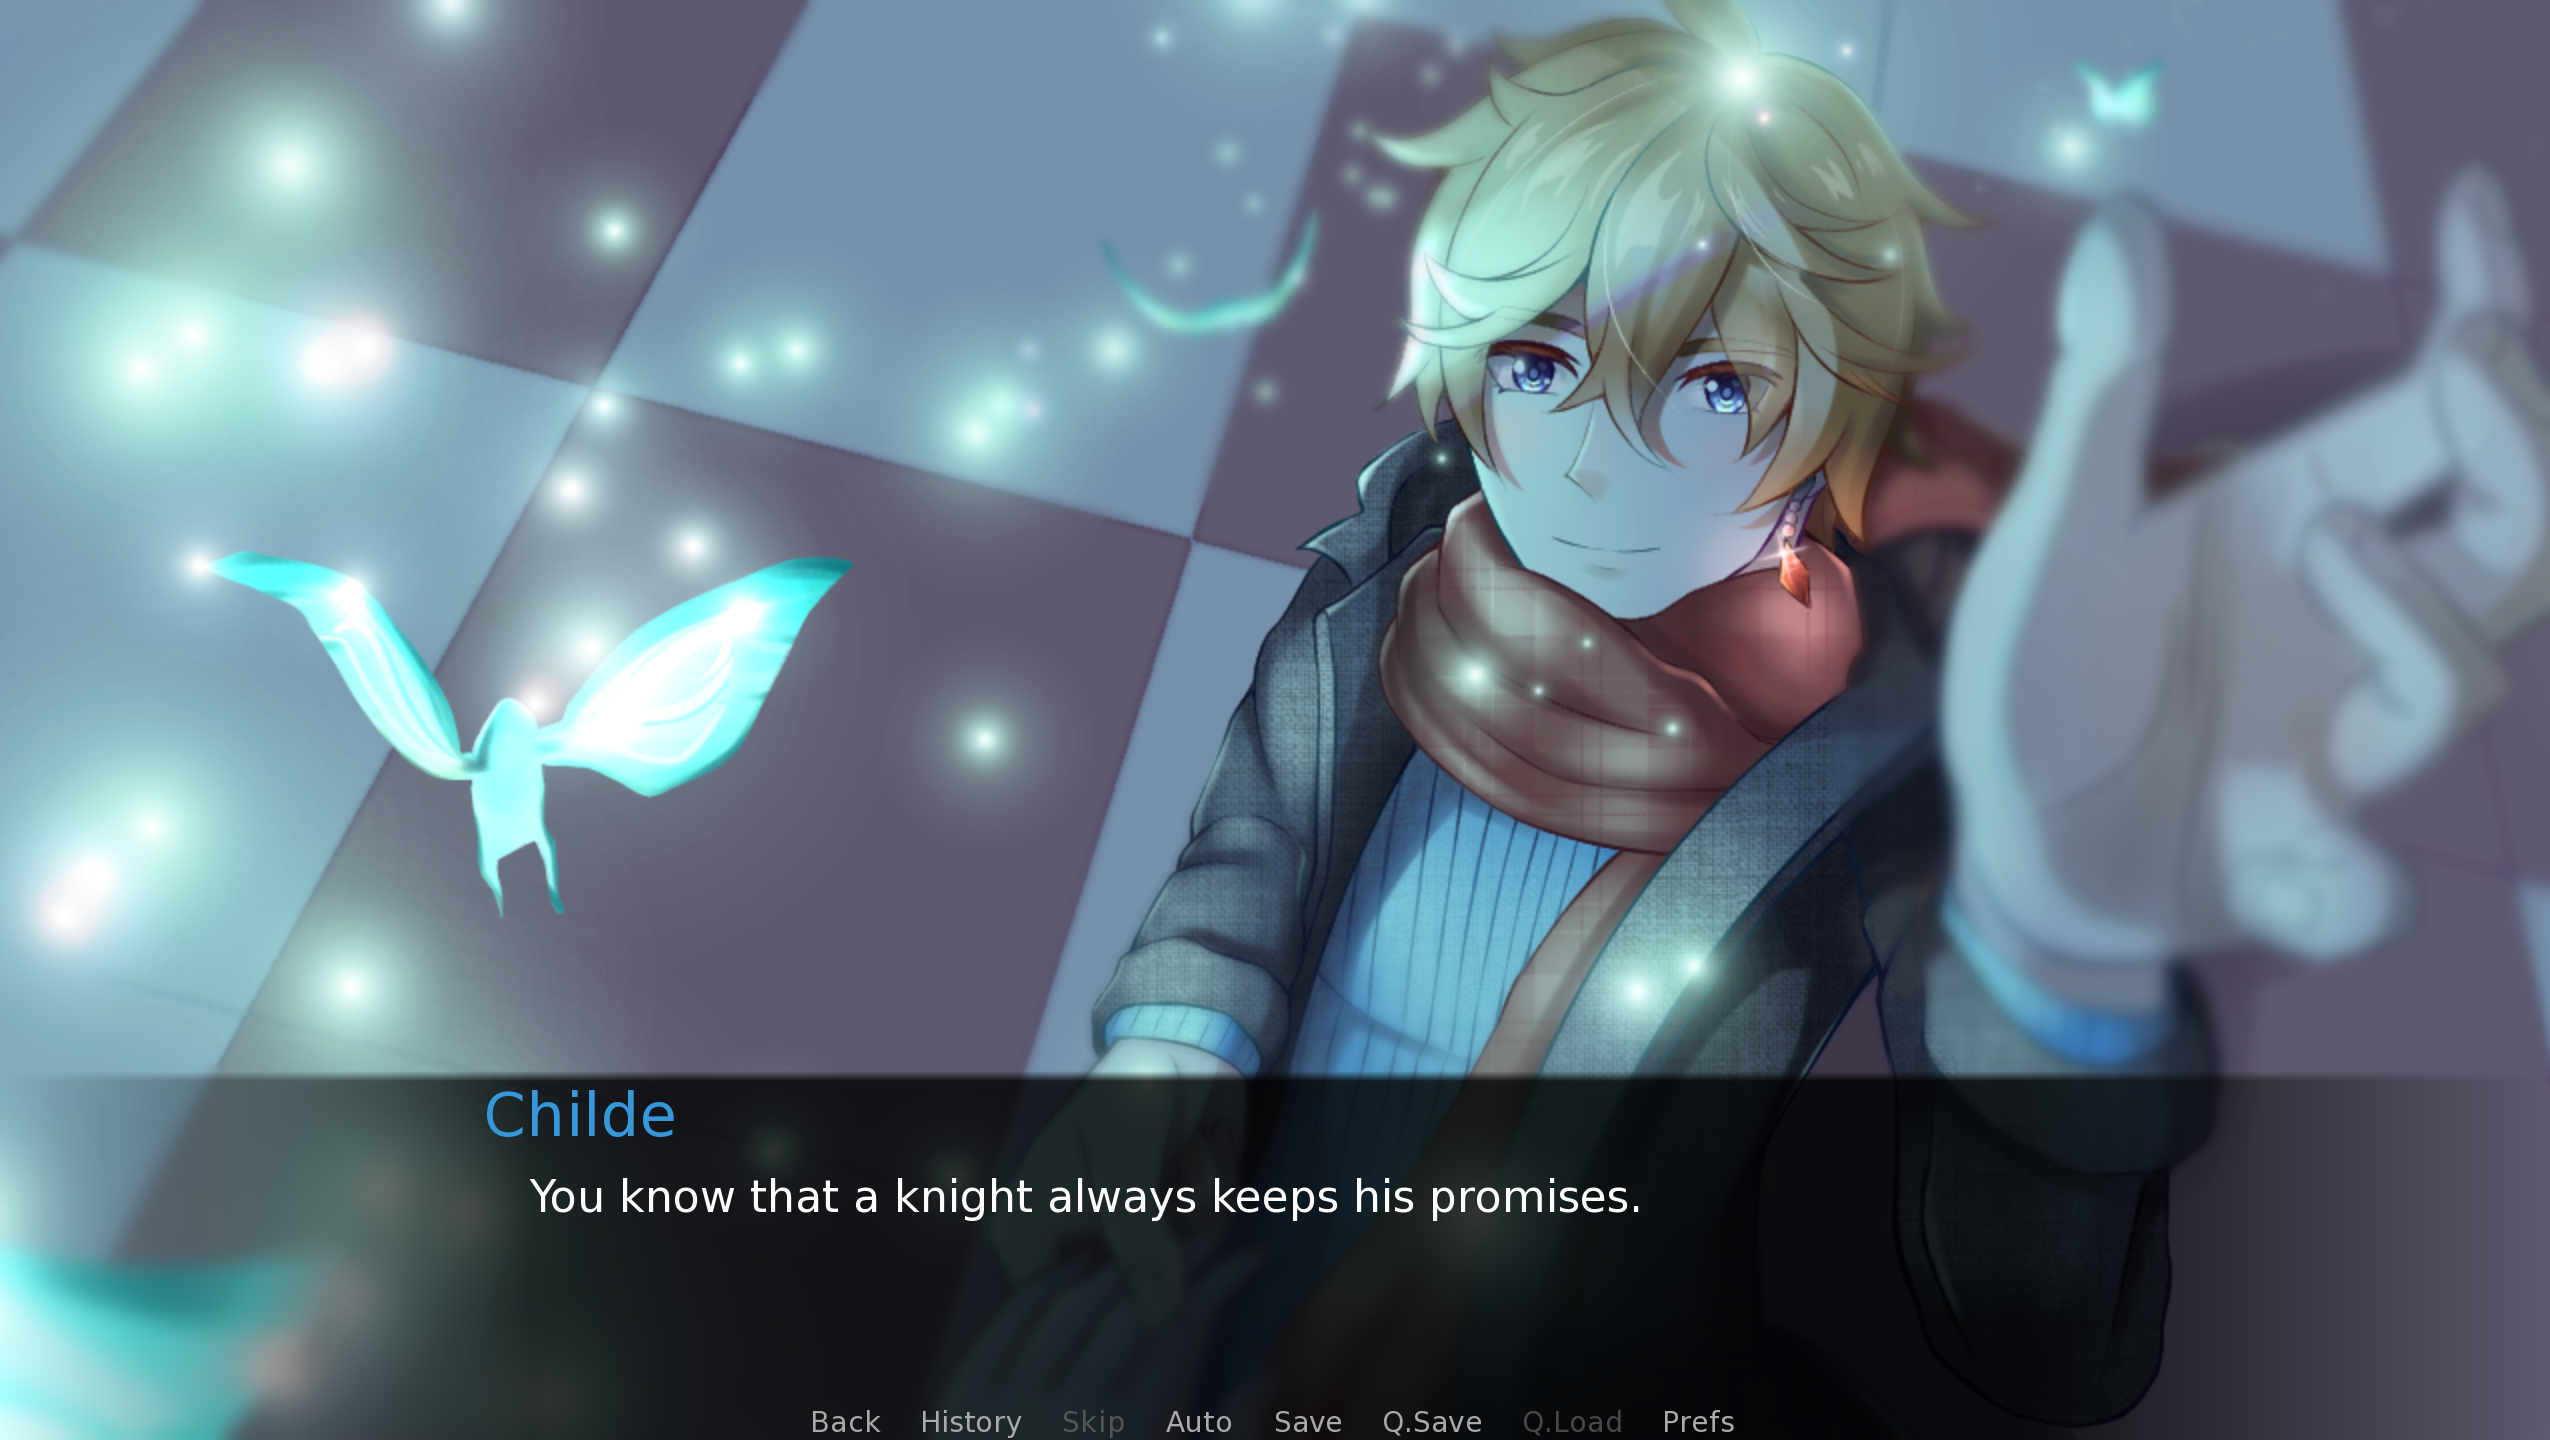 Childe
You know that a knight always keeps his promises.
Back History Skip Auto Save Q.Save Q.Load Prefs